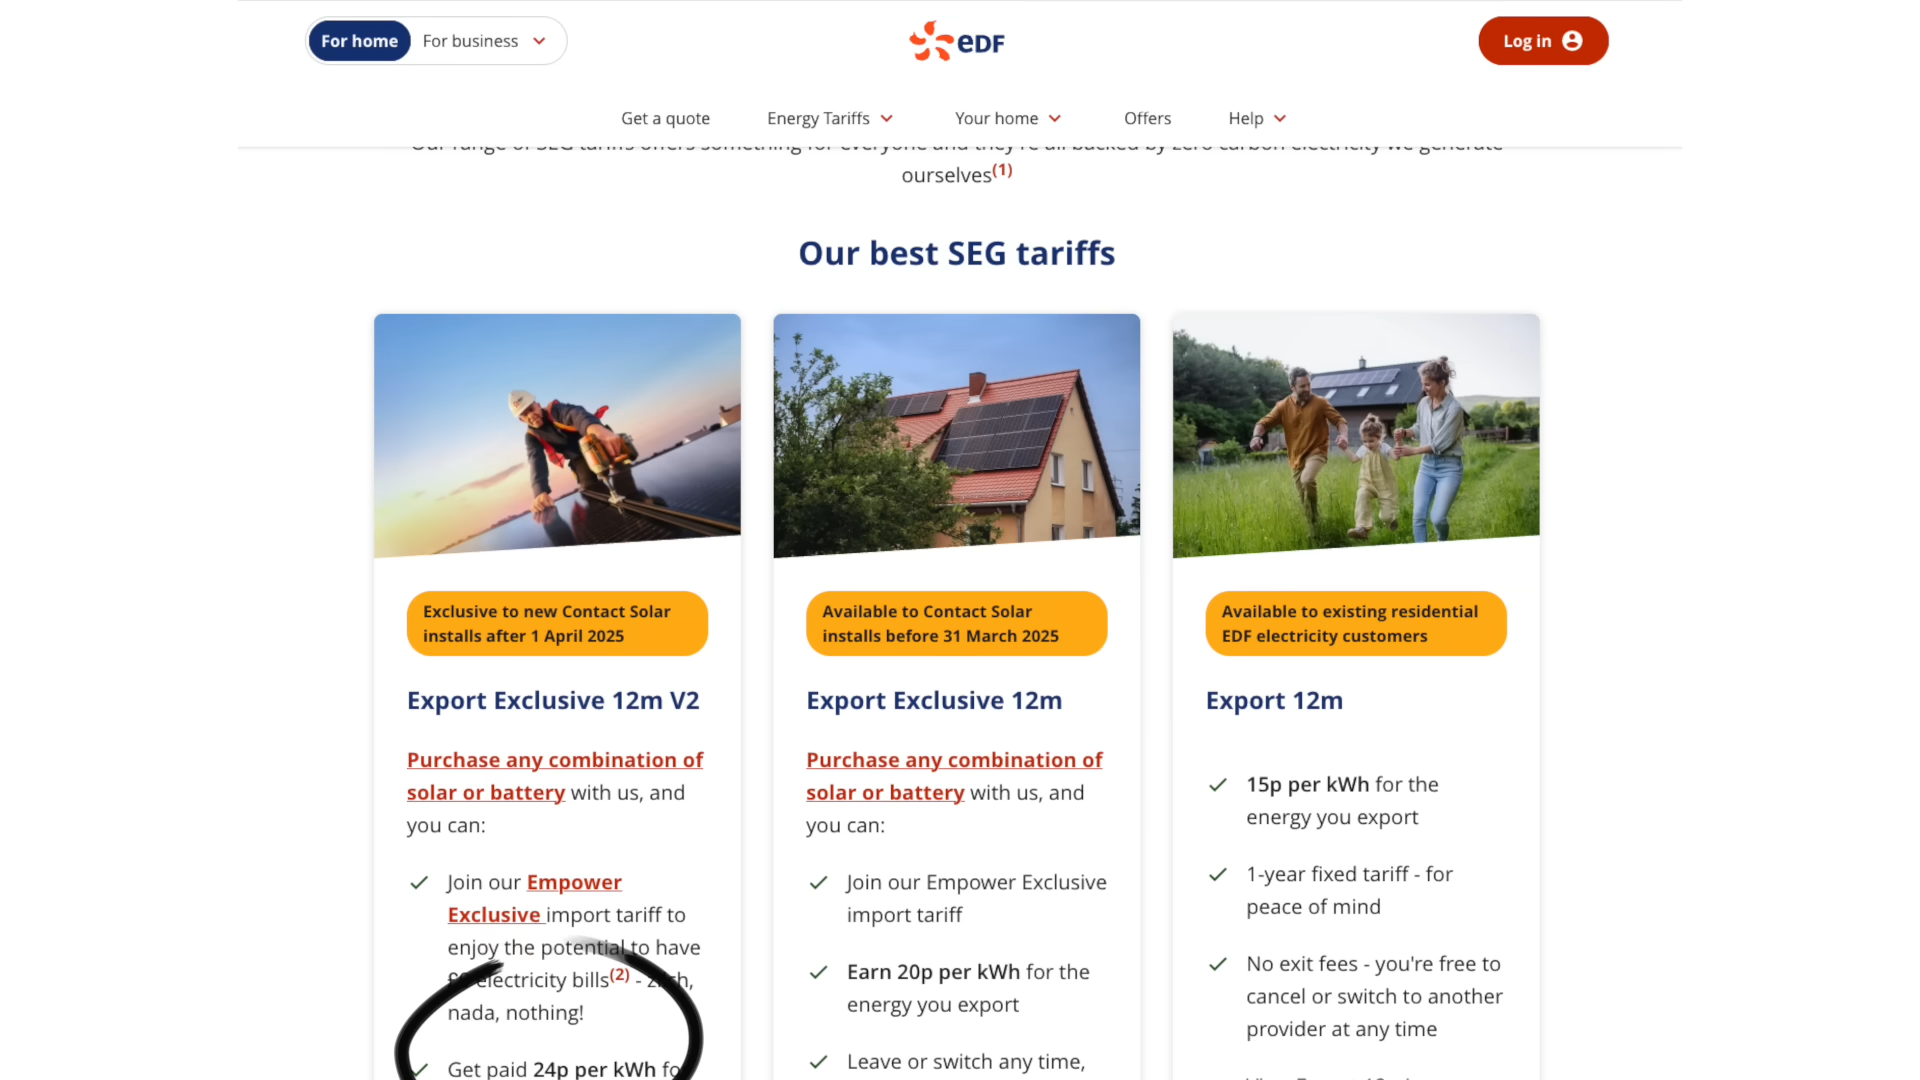 For home
For business
eDF
Log in
Get a quote
Energy Tariffs
Your home
Offers
Help
Our range of SEG tariffs offers something for everyone and they're all backed by zero carbon electricity we generate
ourselves(1)
Our best SEG tariffs
Exclusive to new Contact Solar
installs after 1 April 2025
Export Exclusive 12m V2
Purchase any combination of
solar or battery with us, and
you can:
Join our Empower
Exclusive import tariff to
enjoy the potential to have
£0 electricity bills(2) - zilch,
nada, nothing!
Get paid 24p per kWh for
Available to Contact Solar
installs before 31 March 2025
Export Exclusive 12m
Purchase any combination of
solar or battery with us, and
you can:
Join our Empower Exclusive
import tariff
Earn 20p per kWh for the
energy you export
Leave or switch any time,
Available to existing residential
EDF electricity customers
Export 12m
15p per kWh for the
energy you export
1-year fixed tariff - for
peace of mind
No exit fees - you're free to
cancel or switch to another
provider at any time